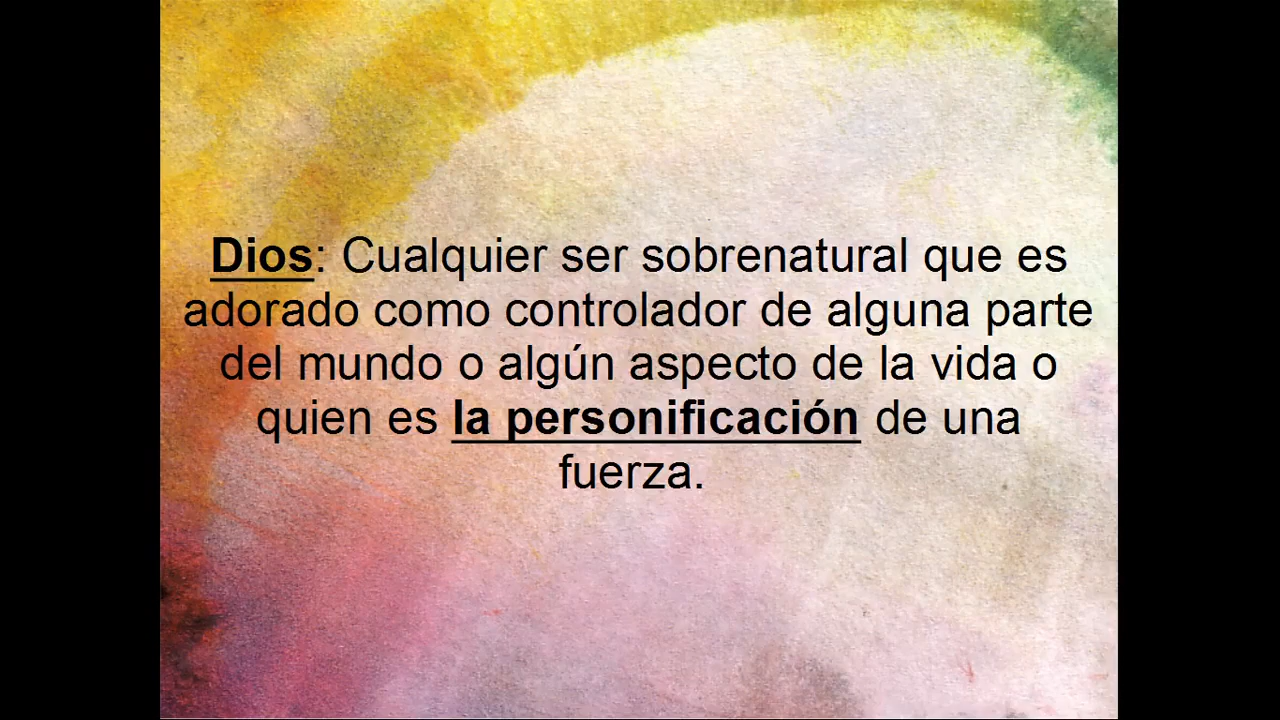 Dios: Cualquier ser sobrenatural que es
adorado como controlador de alguna parte
del mundo o algún aspecto de la vida o
quien es la personificación de una
fuerza.